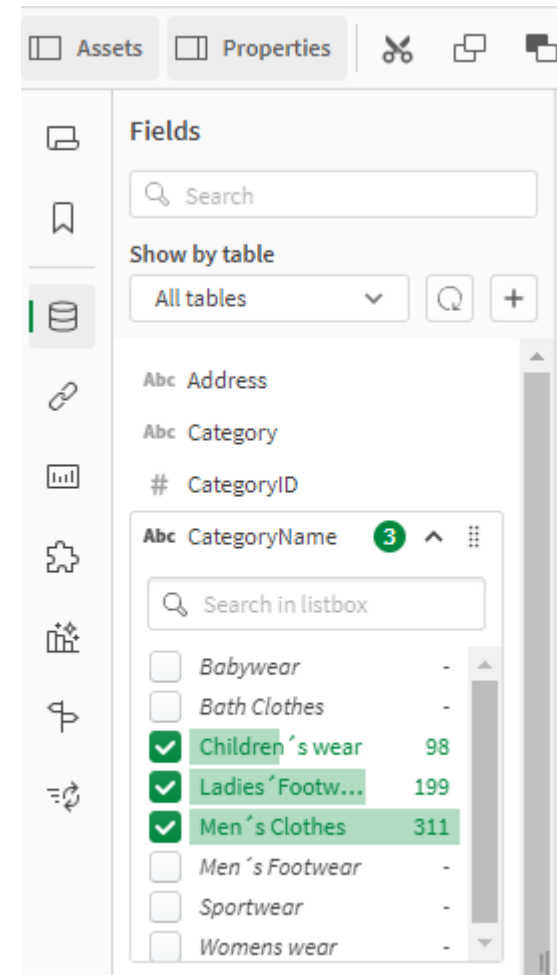 Assets Properties
Fields
Search
Show by table
All tables
Abc Address
Abc Category
# CategoryID
Abc CategoryName 3
Search in listbox
Babywear -
Bath Clothes -
Children´s wear 98
Ladies´Footw... 199
Men´s Clothes 311
Men´s Footwear -
Sportwear -
Womens wear -